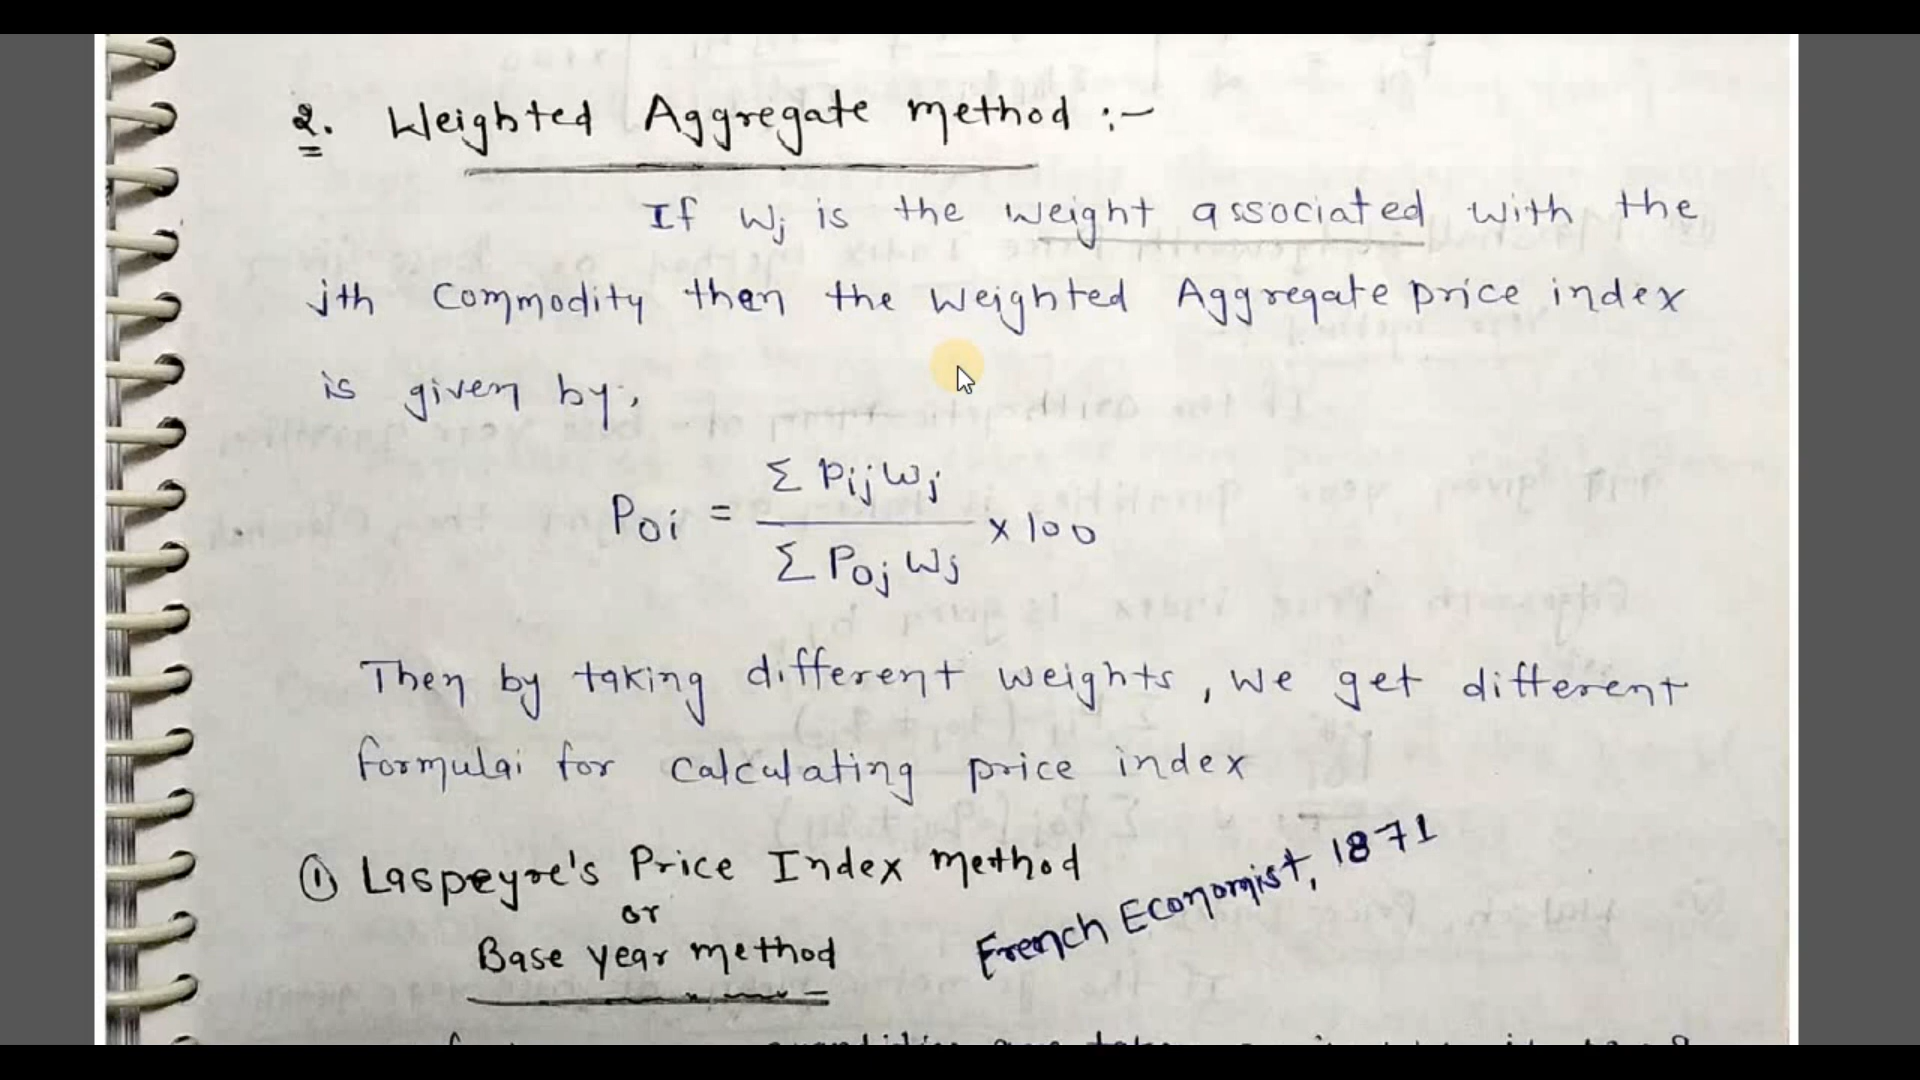 2. Weighted Aggregate method :-
If wj is the weight associated with the
jth commodity then the weighted Aggregate price index
is given by,
P0i = Σ Pij wj / Σ P0j wj × 100
Then by taking different weights, we get different
formulai for calculating price index
① Laspeyre's Price Index method
or
Base year method
French Economist, 1871